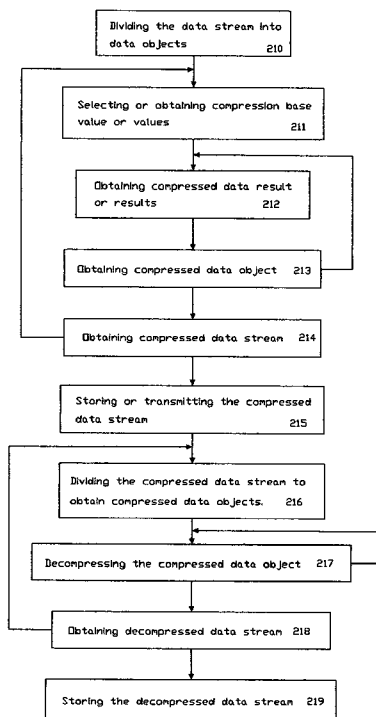 Dividing the data stream into
data objects 210
Selecting or obtaining compression base
value or values 211
Obtaining compressed data result
or results 212
Obtaining compressed data object 213
Obtaining compressed data stream 214
Storing or transmitting the compressed
data stream 215
Dividing the compressed data stream to
obtain compressed data objects. 216
Decompressing the compressed data object 217
Obtaining decompressed data stream 218
Storing the decompressed data stream 219